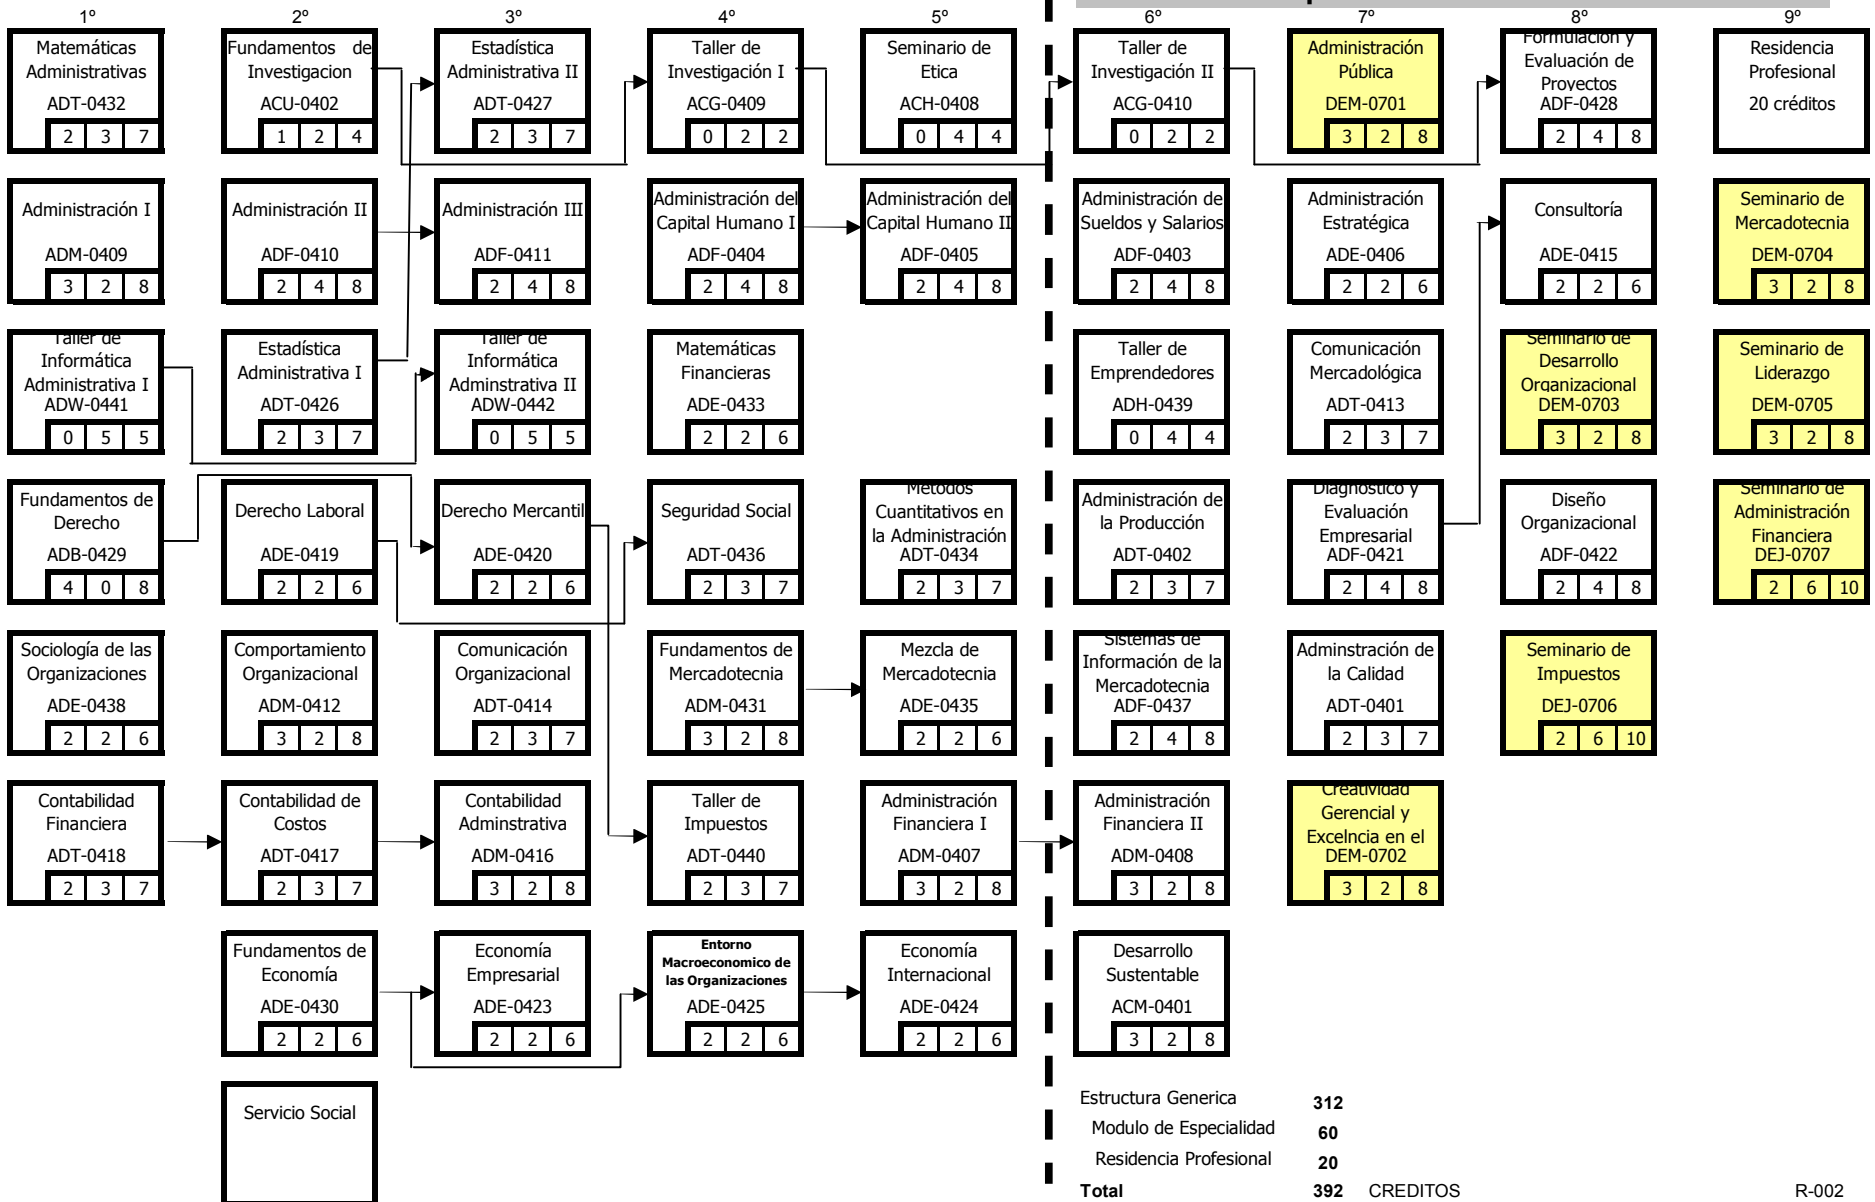 1º 2º 3º 4º 5º 6º 7º 8º 9º
Matemáticas
Administrativas
ADT-0432
2 3 7
Fundamentos de
Investigacion
ACU-0402
1 2 4
Estadística
Administrativa II
ADT-0427
2 3 7
Taller de
Investigación I
ACG-0409
0 2 2
Seminario de
Etica
ACH-0408
0 4 4
Taller de
Investigación II
ACG-0410
0 2 2
Administración
Pública
DEM-0701
3 2 8
Formulación y
Evaluación de
Proyectos
ADF-0428
2 4 8
Residencia
Profesional
20 créditos
Administración I
ADM-0409
3 2 8
Administración II
ADF-0410
2 4 8
Administración III
ADF-0411
2 4 8
Administración del
Capital Humano I
ADF-0404
2 4 8
Administración del
Capital Humano II
ADF-0405
2 4 8
Administración de
Sueldos y Salarios
ADF-0403
2 4 8
Administración
Estratégica
ADE-0406
2 2 6
Consultoría
ADE-0415
2 2 6
Seminario de
Mercadotecnia
DEM-0704
3 2 8
Taller de
Informática
Administrativa I
ADW-0441
0 5 5
Estadística
Administrativa I
ADT-0426
2 3 7
Taller de
Informática
Adminstrativa II
ADW-0442
0 5 5
Matemáticas
Financieras
ADE-0433
2 2 6
Taller de
Emprendedores
ADH-0439
0 4 4
Comunicación
Mercadológica
ADT-0413
2 3 7
Seminario de
Desarrollo
Organizacional
DEM-0703
3 2 8
Seminario de
Liderazgo
DEM-0705
3 2 8
Fundamentos de
Derecho
ADB-0429
4 0 8
Derecho Laboral
ADE-0419
2 2 6
Derecho Mercantil
ADE-0420
2 2 6
Seguridad Social
ADT-0436
2 3 7
Métodos
Cuantitativos en
la Administración
ADT-0434
2 3 7
Administración de
la Producción
ADT-0402
2 3 7
Diagnóstico y
Evaluación
Empresarial
ADF-0421
2 4 8
Diseño
Organizacional
ADF-0422
2 4 8
Seminario de
Administración
Financiera
DEJ-0707
2 6 10
Sociología de las
Organizaciones
ADE-0438
2 2 6
Comportamiento
Organizacional
ADM-0412
3 2 8
Comunicación
Organizacional
ADT-0414
2 3 7
Fundamentos de
Mercadotecnia
ADM-0431
3 2 8
Mezcla de
Mercadotecnia
ADE-0435
2 2 6
Sistemas de
Información de la
Mercadotecnia
ADF-0437
2 4 8
Adminstración de
la Calidad
ADT-0401
2 3 7
Seminario de
Impuestos
DEJ-0706
2 6 10
Contabilidad
Financiera
ADT-0418
2 3 7
Contabilidad de
Costos
ADT-0417
2 3 7
Contabilidad
Adminstrativa
ADM-0416
3 2 8
Taller de
Impuestos
ADT-0440
2 3 7
Administración
Financiera I
ADM-0407
3 2 8
Administración
Financiera II
ADM-0408
3 2 8
Creatividad
Gerencial y
Excelncia en el
DEM-0702
3 2 8
Fundamentos de
Economía
ADE-0430
2 2 6
Economía
Empresarial
ADE-0423
2 2 6
Entorno
Macroeconomico de
las Organizaciones
ADE-0425
2 2 6
Economía
Internacional
ADE-0424
2 2 6
Desarrollo
Sustentable
ACM-0401
3 2 8
Servicio Social
Estructura Generica 312
Modulo de Especialidad 60
Residencia Profesional 20
Total 392 CREDITOS
R-002